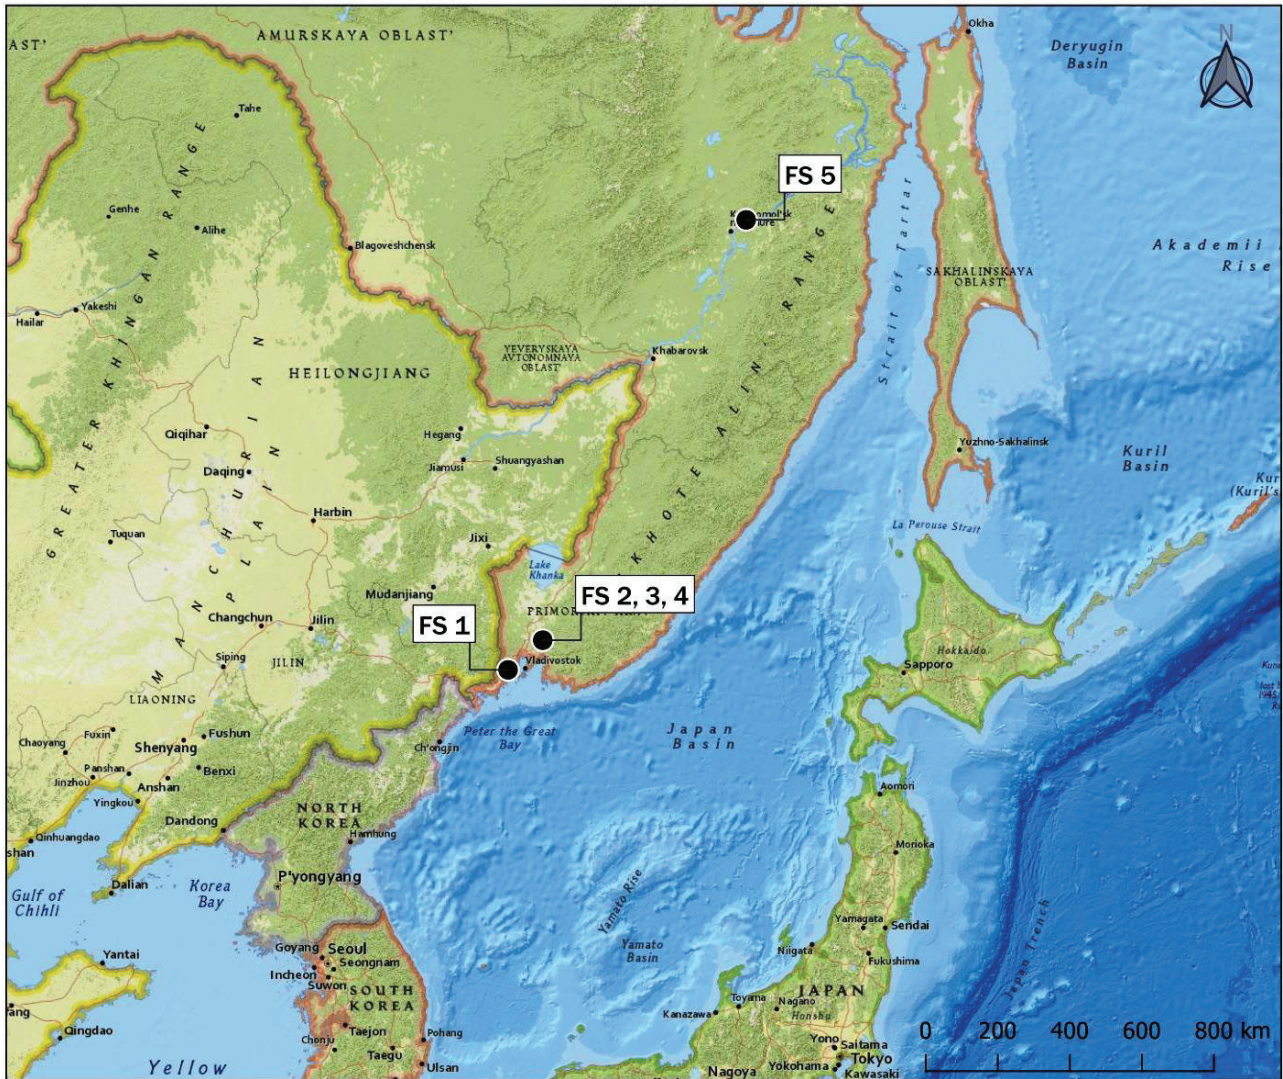 AST'
AMURSKAYA OBLAST'
Okha
Deryugin
Basin
N
Tahe
FS 5
Genhe
Alihe
Blagoveshchensk
GREATER KHINGAN RANGE
Strait of Tartar
SAKHALINSKAYA
OBLAST'
Akademii
Rise
Hailar
Yakeshi
YEVERYSKAYA
AVTONOMNAYA
OBLAST'
Khabarovsk
HEILONGJIANG
Hegang
Qiqihar
Jiamusi
Shuangyashan
Yuzhno-Sakhalinsk
Daqing
Kuril
Basin
Kur
(Kuril's
Harbin
La Perouse Strait
Tuquan
Jixi
Lake
Khanka
KHOTE ALIN' RANGE
MANCHURIAN
PLAIN
Mudanjiang
FS 2, 3, 4
FS 1
Changchun
Jilin
Siping
JILIN
Vladivostok
Hokkaido
Sapporo
LIAONING
Peter the Great
Bay
Japan
Basin
Chaoyang
Fuxin
Fushun
Shenyang
Ch'ongjin
Panshan
Benxi
Jinzhou
Anshan
Yingkou
Aomori
Dandong
NORTH
KOREA
Hamhung
Qinhuangdao
shan
Morioka
P'yongyang
Dalian
Korea
Bay
Gulf of
Chihli
Yamato Rise
Yamato
Basin
Yamagata
Sendai
Japan Trench
Niigata
Fukushima
Yantai
Goyang
Seoul
Seongnam
Incheon
Suwon
SOUTH
KOREA
JAPAN
Toyama
Nagano
Honshu
Kanazawa
ang
Qingdao
Taejon
Chonju
Taegu
Pohang
Ulsan
Yellow
Yono
Saitama
Tokyo
Yokohama
Kawasaki
Nagoya
0 200 400 600 800 km